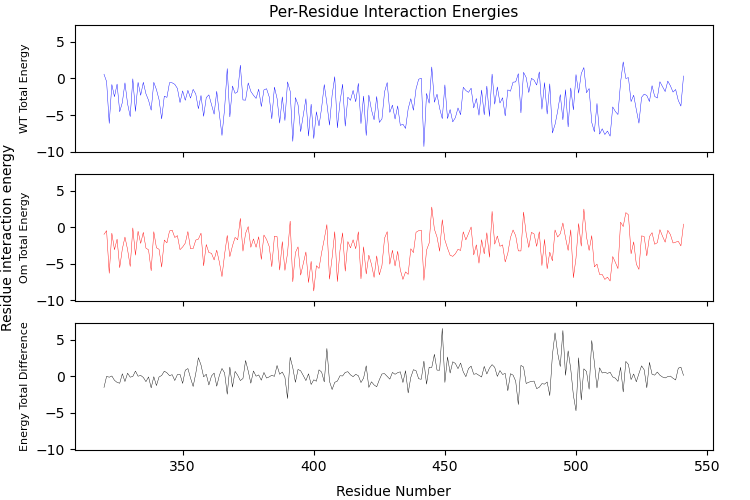 Per-Residue Interaction Energies
Residue interaction energy
WT Total Energy
5
0
−5
−10
Om Total Energy
5
0
−5
−10
Energy Total Difference
5
0
−5
−10
350
400
450
500
550
Residue Number